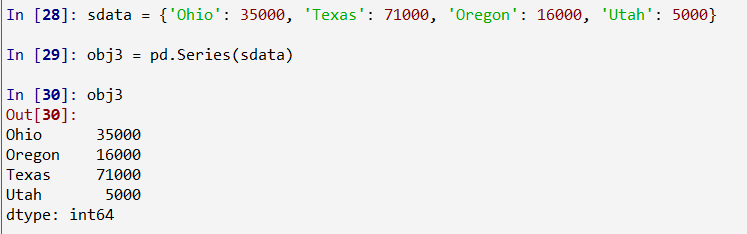 In [28]: sdata = {'Ohio': 35000, 'Texas': 71000, 'Oregon': 16000, 'Utah': 5000}
In [29]: obj3 = pd.Series(sdata)
In [30]: obj3
Out[30]:
Ohio      35000
Oregon    16000
Texas     71000
Utah       5000
dtype: int64